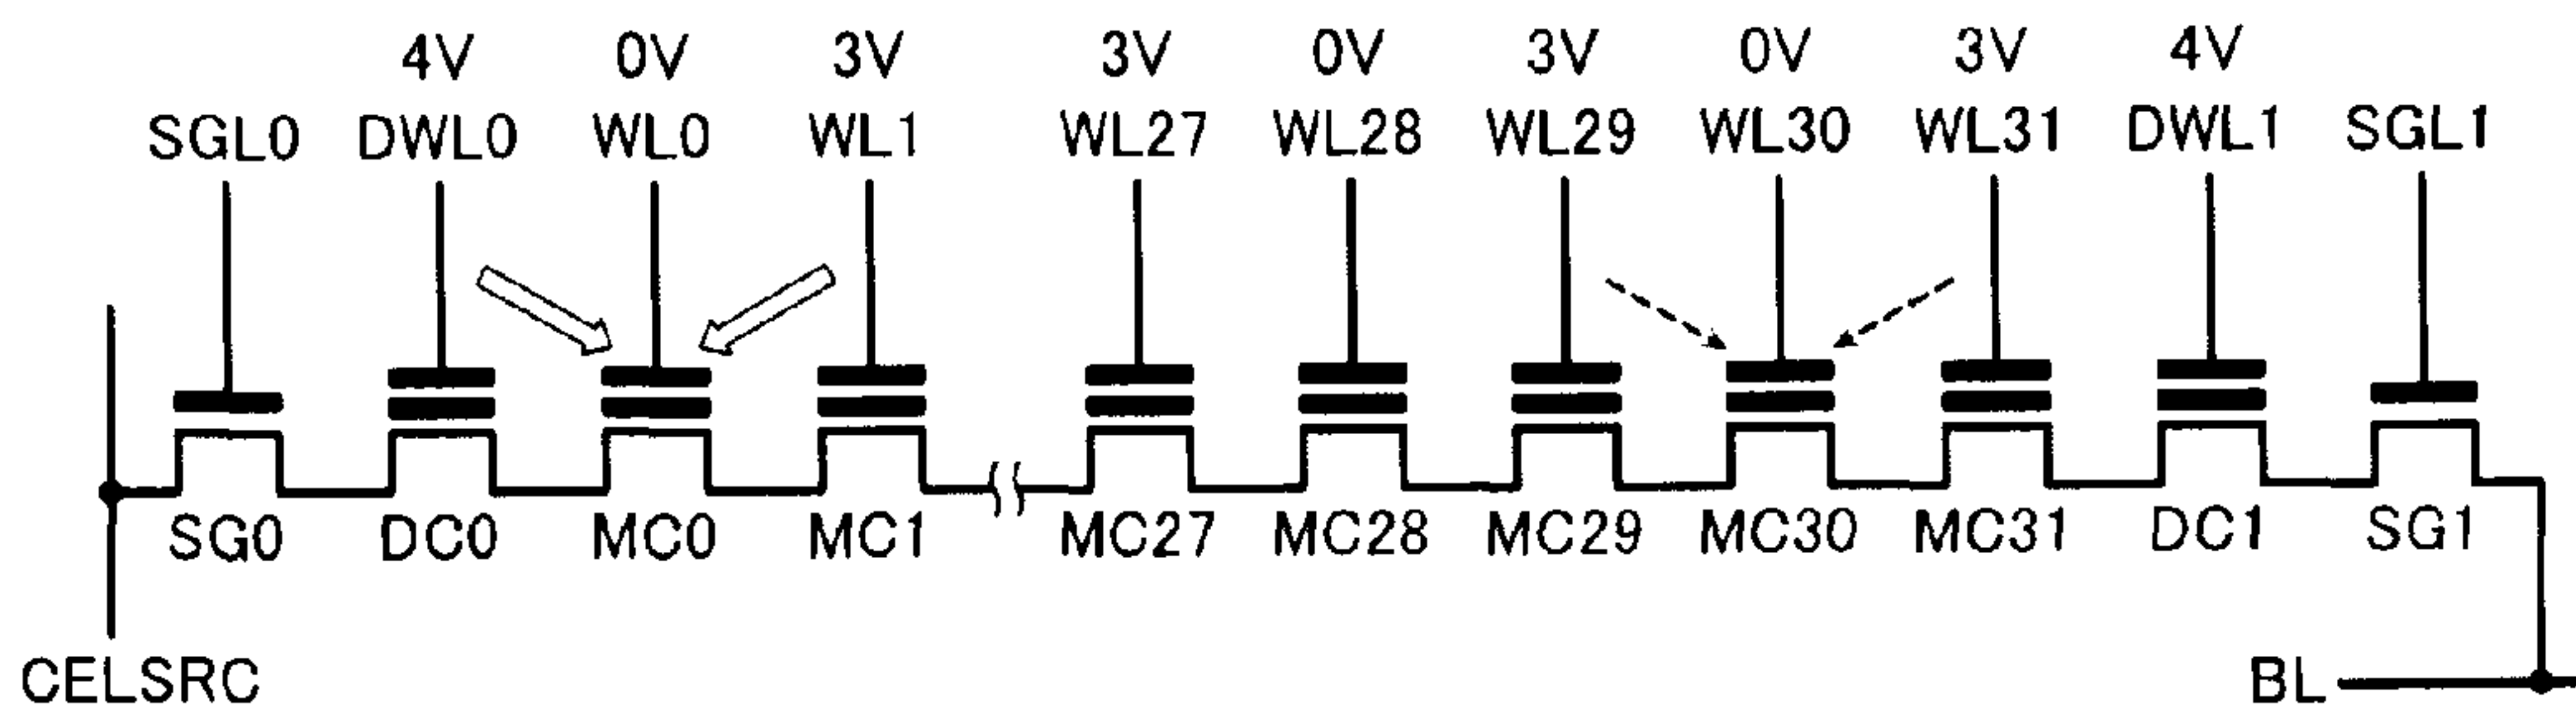 4V 0V 3V 3V 0V 3V 0V 3V 4V
SGL0 DWL0 WL0 WL1 WL27 WL28 WL29 WL30 WL31 DWL1 SGL1
SG0 DC0 MC0 MC1 MC27 MC28 MC29 MC30 MC31 DC1 SG1
CELSRC BL